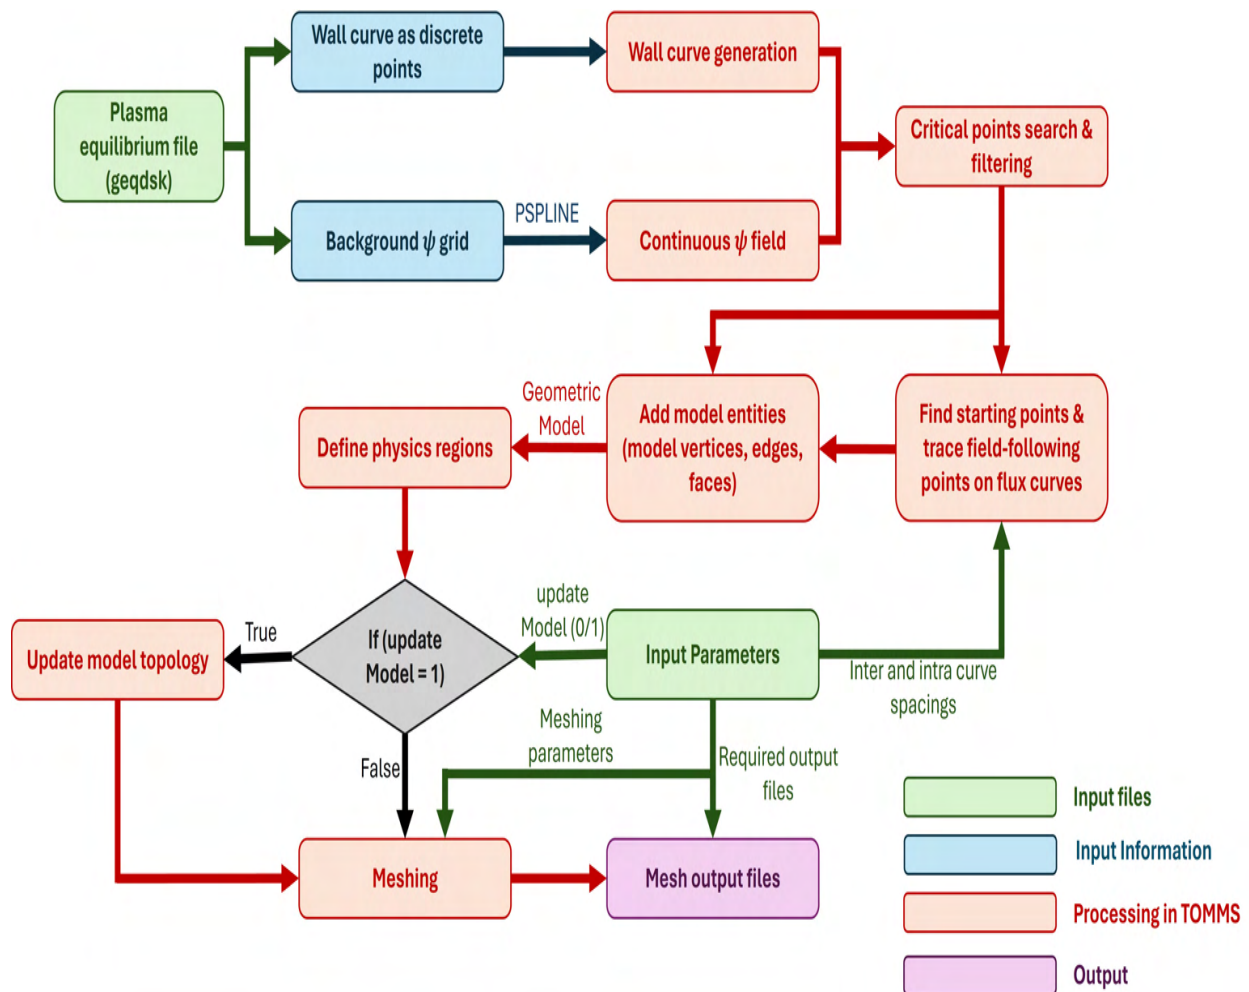 Wall curve as discrete
points
Wall curve generation
Plasma
equilibrium file
(geqdsk)
Critical points search &
filtering
PSPLINE
Background ψ grid
Continuous ψ field
Geometric
Model
Define physics regions
Add model entities
(model vertices, edges,
faces)
Find starting points &
trace field-following
points on flux curves
update
Model (0/1)
True
Update model topology
If (update
Model = 1)
Input Parameters
Inter and intra curve
spacings
Meshing
parameters
False
Required output
files
Meshing
Mesh output files
Input files
Input Information
Processing in TOMMS
Output